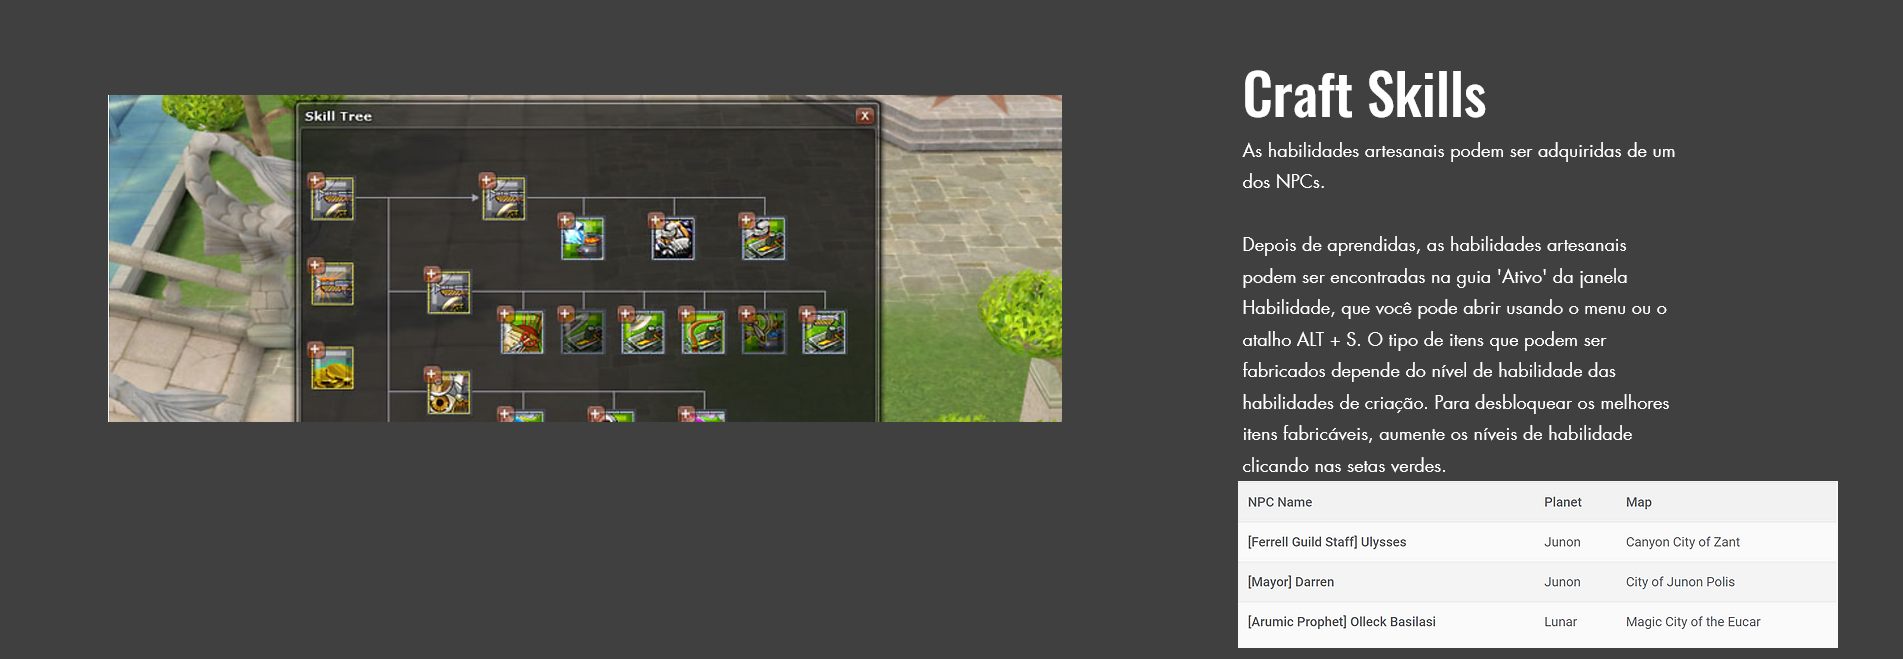 Skill Tree
X
Craft Skills
As habilidades artesanais podem ser adquiridas de um
dos NPCs.
Depois de aprendidas, as habilidades artesanais
podem ser encontradas na guia 'Ativo' da janela
Habilidade, que você pode abrir usando o menu ou o
atalho ALT + S. O tipo de itens que podem ser
fabricados depende do nível de habilidade das
habilidades de criação. Para desbloquear os melhores
itens fabricáveis, aumente os níveis de habilidade
clicando nas setas verdes.
NPC Name Planet Map
[Ferrell Guild Staff] Ulysses Junon Canyon City of Zant
[Mayor] Darren Junon City of Junon Polis
[Arumic Prophet] Olleck Basilasi Lunar Magic City of the Eucar